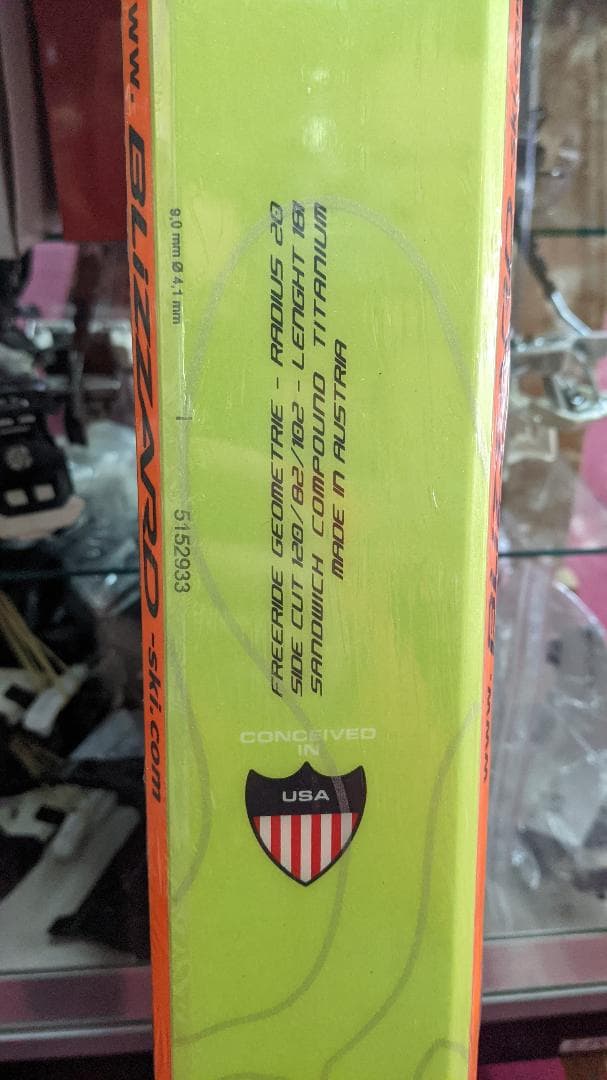 WW. BLIZZARD-ski.com
9.0 mm Ø 4.1 mm
5152933
FREERIDE GEOMETRIE - RADIUS 20
SIDE CUT 120/82/102 - LENGHT 181
SANDWICH COMPOUND TITANIUM
MADE IN AUSTRIA
CONCEIVED
IN
USA
www.